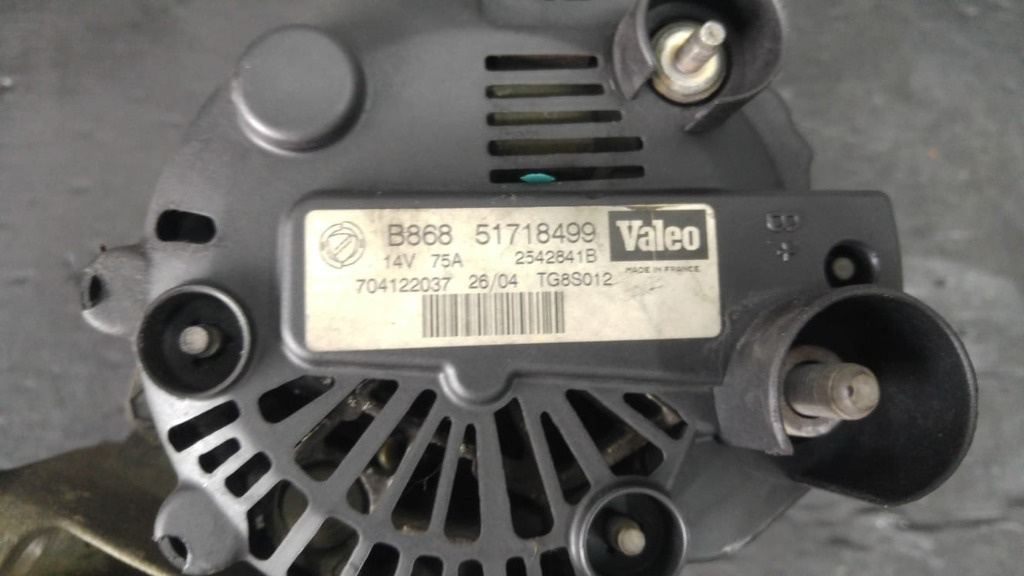 B868 51718499 Valeo
14V 75A 2542841B MADE IN FRANCE
704122037 26/04 TG8S012
B+